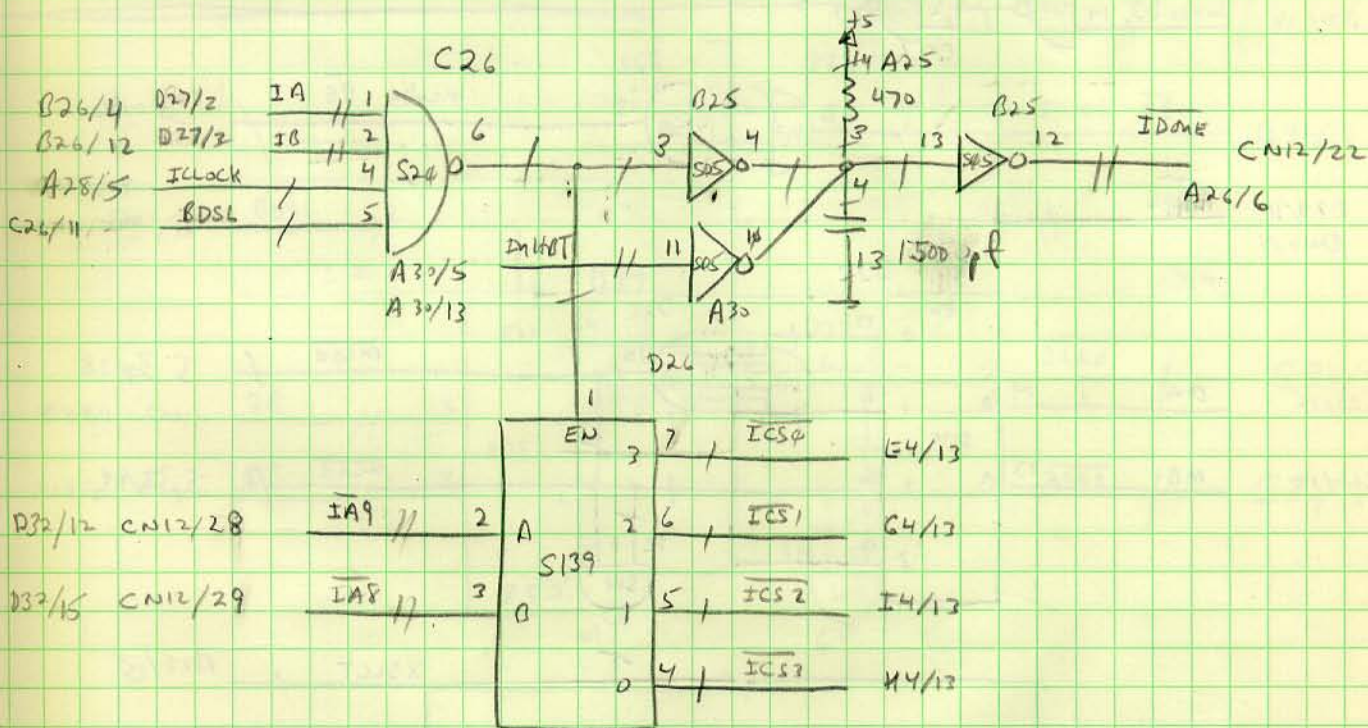 +5
C26
14 A25
470
B26/4 D27/2 IA 1
B25
B25
B26/12 D27/3 IB 2
6
3 S05 4
3
13 S05 12
IDONE
CN12/22
A28/5 ICLOCK 4
S20
4
A26/6
C26/11 BDSL 5
INHBT 11 S05 10
13 1500 pf
A30/5
A30/13
A30
D26
1
EN
3 7 ICS0 E4/13
D32/12 CN12/28 IA9 2 A
2 6 ICS1 G4/13
S139
D32/15 CN12/29 IA8 3 B
1 5 ICS2 I4/13
0 4 ICS3 H4/13